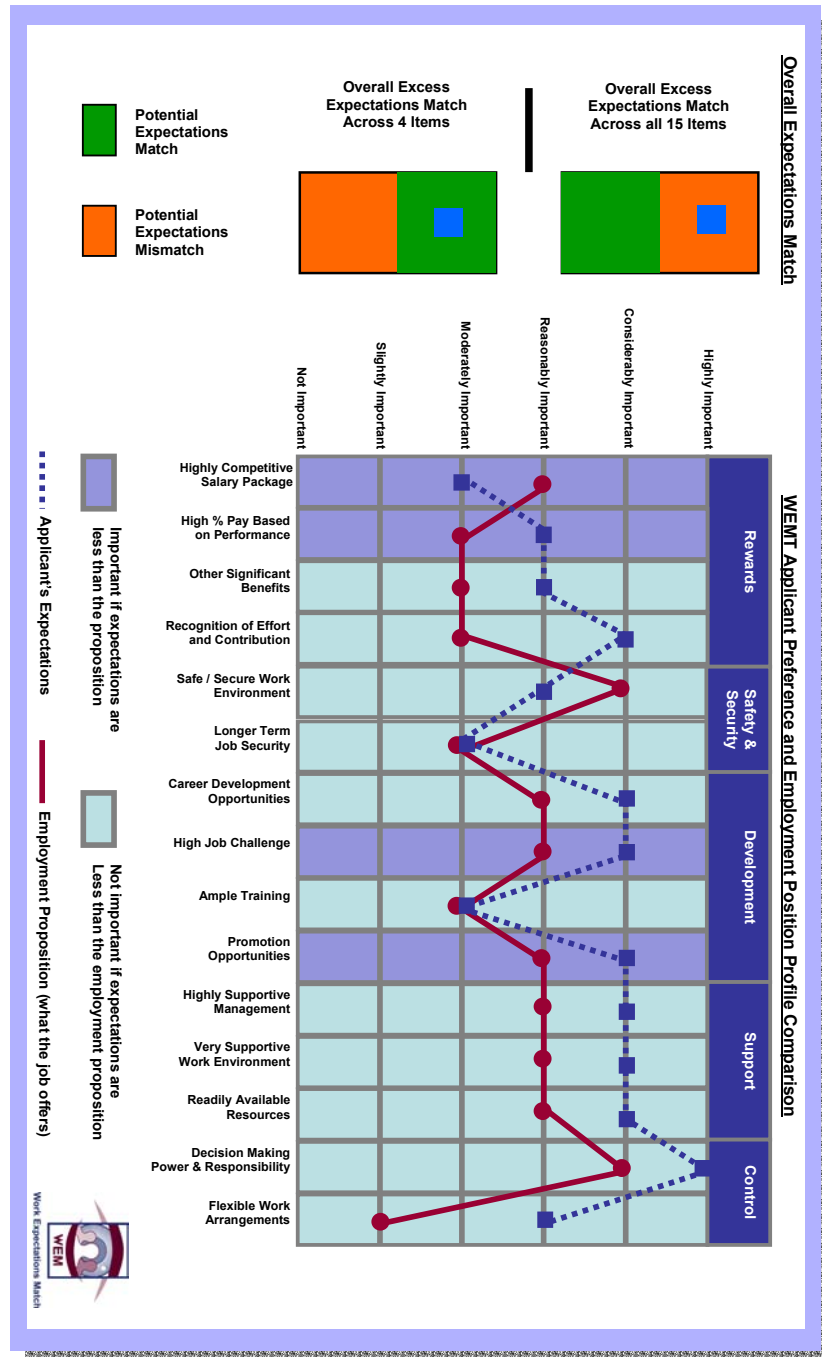 Overall Expectations Match
Overall Excess
Expectations Match
Across 4 Items
Overall Excess
Expectations Match
Across all 15 Items
Potential
Expectations
Match
Potential
Expectations
Mismatch
WEMT Applicant Preference and Employment Position Profile Comparison
Highly Important
Considerably Important
Reasonably Important
Moderately Important
Slightly Important
Not Important
Rewards
Safety &
Security
Development
Support
Control
Highly Competitive
Salary Package
High % Pay Based
on Performance
Other Significant
Benefits
Recognition of Effort
and Contribution
Safe / Secure Work
Environment
Longer Term
Job Security
Career Development
Opportunities
High Job Challenge
Ample Training
Promotion
Opportunities
Highly Supportive
Management
Very Supportive
Work Environment
Readily Available
Resources
Decision Making
Power & Responsibility
Flexible Work
Arrangements
Important if expectations are
less than the proposition
Not important if expectations are
Less than the employment proposition
Applicant's Expectations
Employment Proposition (what the job offers)
WEM
Work Expectations Match